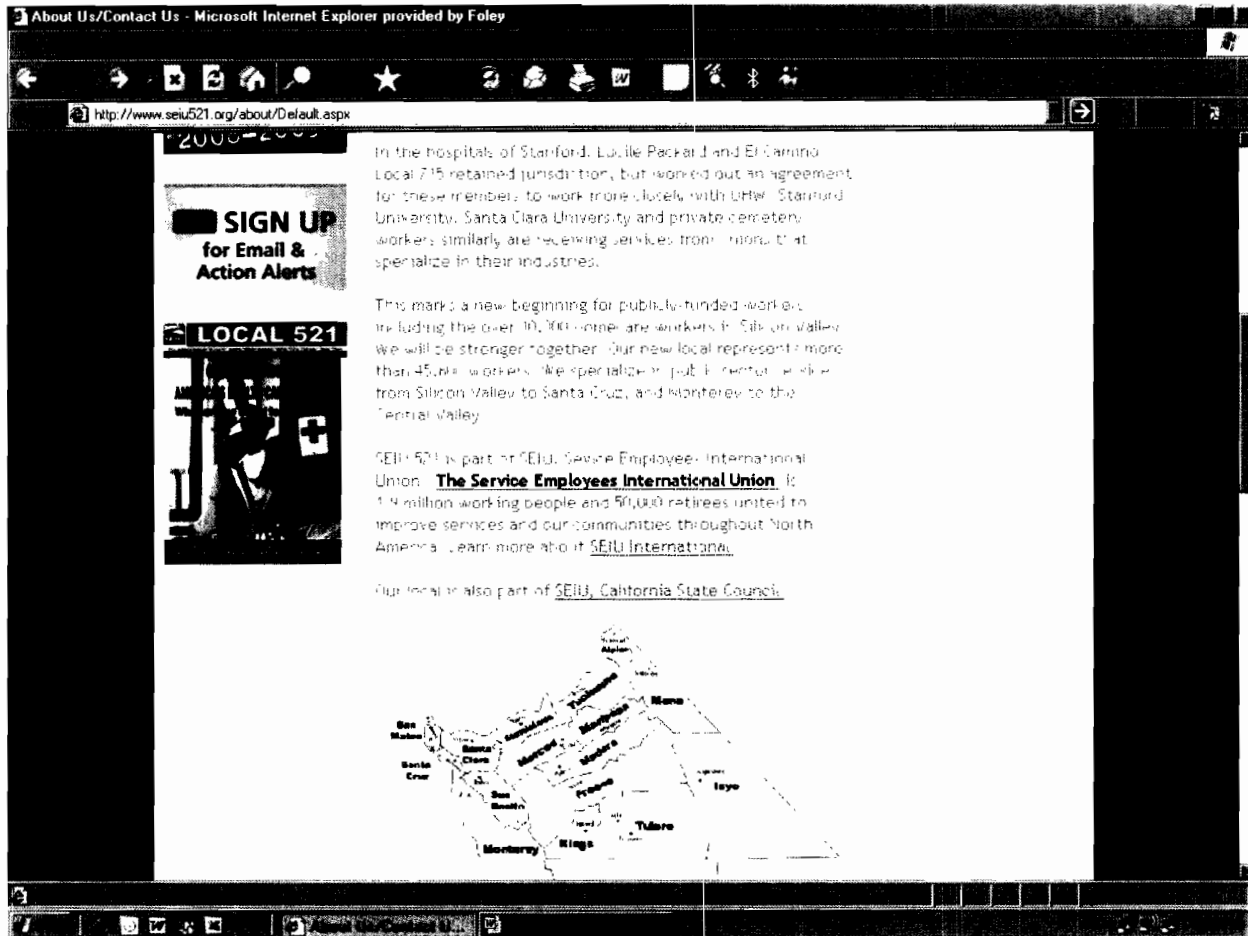 About Us/Contact Us - Microsoft Internet Explorer provided by Foley
http://www.seiu521.org/about/Default.aspx
SIGN UP
for Email &
Action Alerts
LOCAL 521
In the hospitals of Stanford, Lucile Packard and El Camino
Local 715 retained jurisdiction, but worked out an agreement
for these members to work more closely with UHW. Stanford
University, Santa Clara University and private cemetery
workers similarly are receiving services from unions that
specialize in their industries.
This marks a new beginning for publicly-funded workers
including the over homecare workers in Silicon Valley
We will be stronger together. Our new local represents more
than workers. We specialize in public sector service
from Silicon Valley to Santa Cruz, and Monterey to the
Central Valley
SEIU 521 is part of SEIU, Service Employees International
Union. The Service Employees International Union is
1.9 million working people and 50,000 retirees united to
improve services and our communities throughout North
America. Learn more about SEIU International
Our local is also part of SEIU, California State Council.
Alpine
Tuolumne
Mono
San
Mateo
Stanislaus
Mariposa
Santa
Clara
Merced
Madera
Santa
Cruz
San
Benito
Fresno
Inyo
Monterey
Kings
Tulare